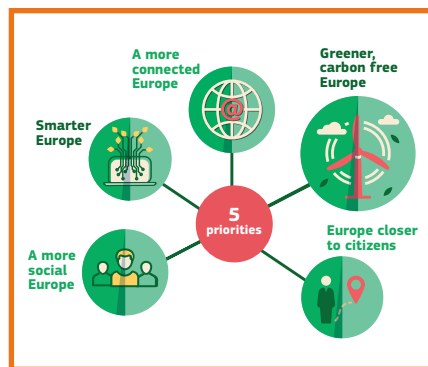 A more
connected
Europe
Greener,
carbon free
Europe
Smarter
Europe
@
5
priorities
A more
social
Europe
Europe closer
to citizens